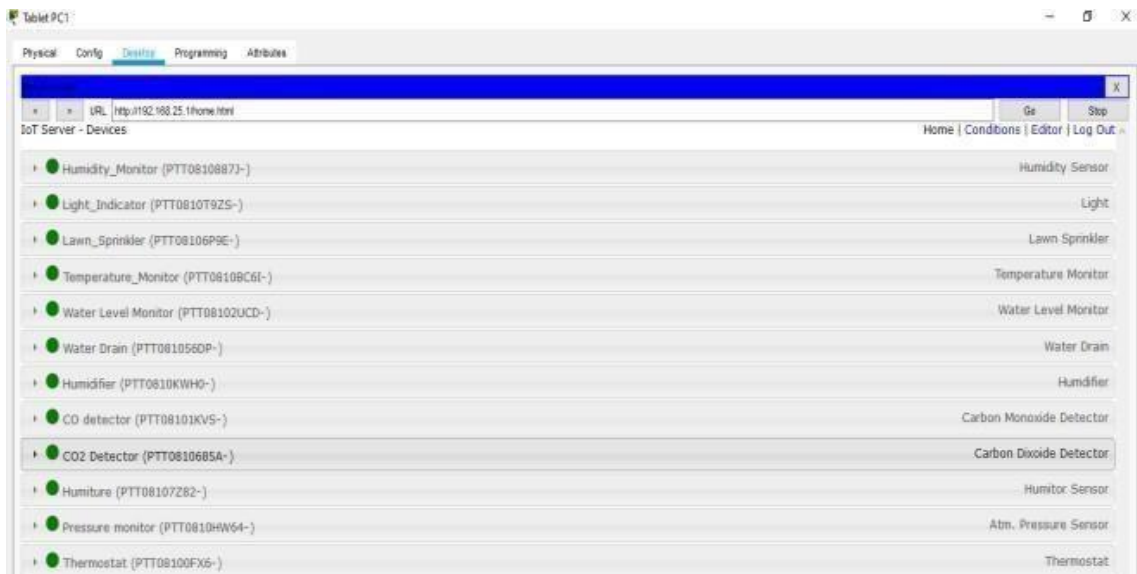 Tablet PC1
Physical Config Desktop Programming Attributes
X
< > URL http://192.168.25.1/home.html Go Stop
IoT Server - Devices Home | Conditions | Editor | Log Out
Humidity_Monitor (PTT0810887J-) Humidity Sensor
Light_Indicator (PTT0810T9ZS-) Light
Lawn_Sprinkler (PTT08106P9E-) Lawn Sprinkler
Temperature_Monitor (PTT0810BC6I-) Temperature Monitor
Water Level Monitor (PTT08102UCD-) Water Level Monitor
Water Drain (PTT081056DP-) Water Drain
Humidifier (PTT0810KWH0-) Humdifier
CO detector (PTT08101KVS-) Carbon Monoxide Detector
CO2 Detector (PTT081068SA-) Carbon Dixoide Detector
Humiture (PTT08107Z82-) Humitor Sensor
Pressure monitor (PTT0810HW64-) Atm. Pressure Sensor
Thermostat (PTT08100FX6-) Thermostat